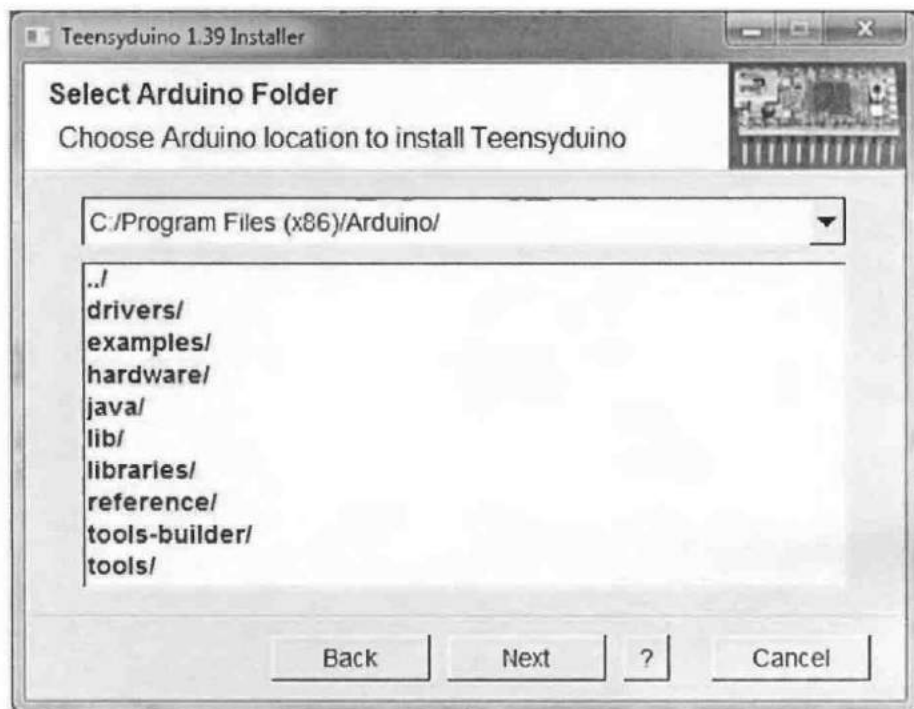 Teensyduino 1.39 Installer
Select Arduino Folder
Choose Arduino location to install Teensyduino
C:/Program Files (x86)/Arduino/
../
drivers/
examples/
hardware/
java/
lib/
libraries/
reference/
tools-builder/
tools/
Back Next ? Cancel